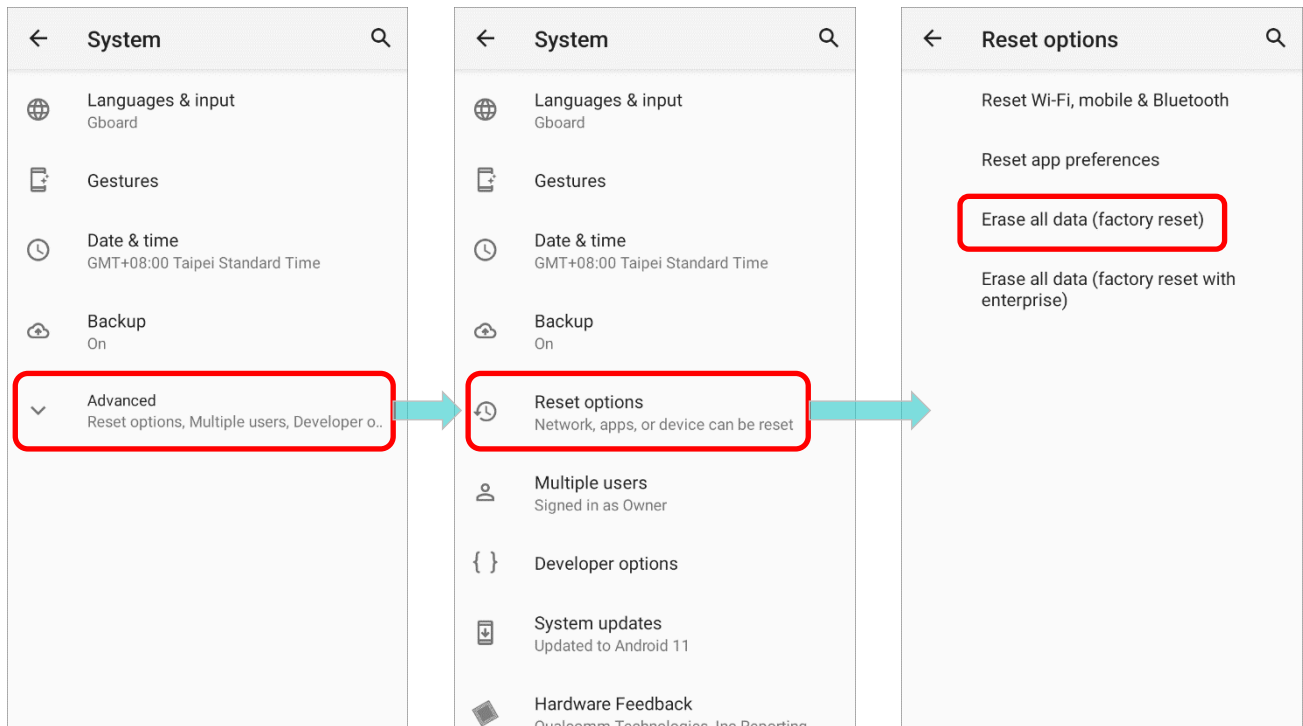 System
Languages & input
Gboard
Gestures
Date & time
GMT+08:00 Taipei Standard Time
Backup
On
Advanced
Reset options, Multiple users, Developer o..
System
Languages & input
Gboard
Gestures
Date & time
GMT+08:00 Taipei Standard Time
Backup
On
Reset options
Network, apps, or device can be reset
Multiple users
Signed in as Owner
{ }
Developer options
System updates
Updated to Android 11
Hardware Feedback
Qualcomm Technologies, Inc Reporting
Reset options
Reset Wi-Fi, mobile & Bluetooth
Reset app preferences
Erase all data (factory reset)
Erase all data (factory reset with
enterprise)